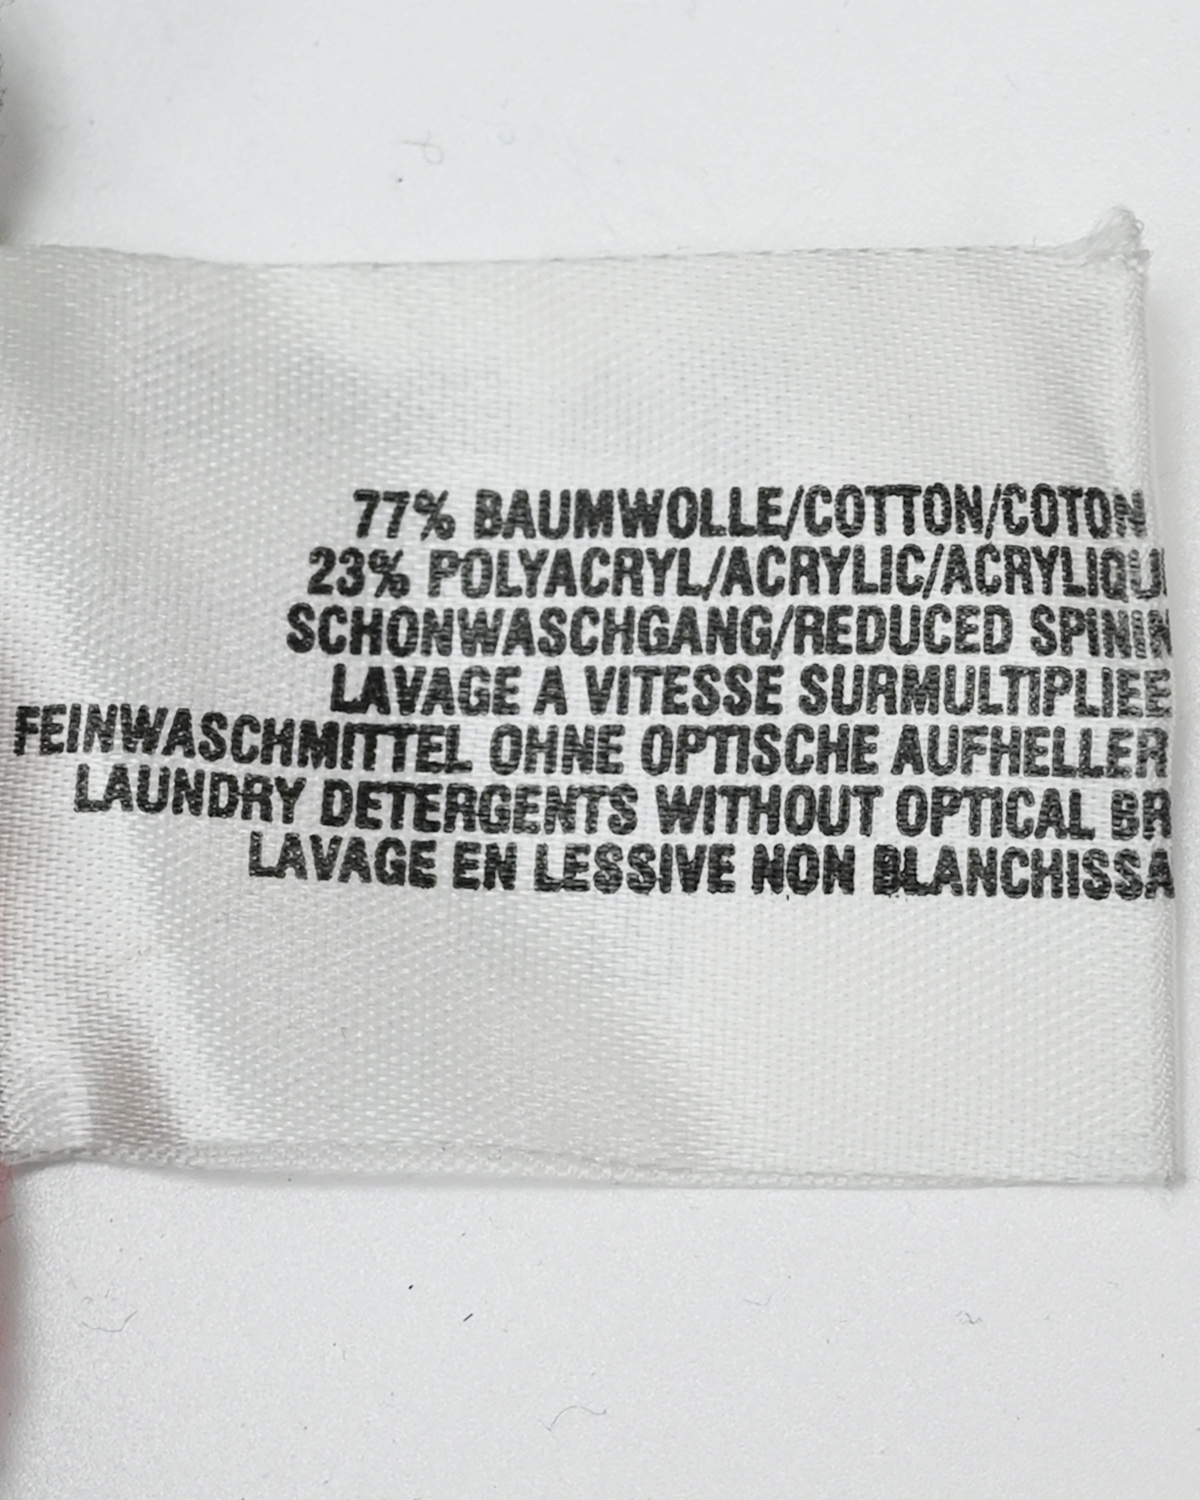 77% BAUMWOLLE/COTTON/COTON
23% POLYACRYL/ACRYLIC/ACRYLIQU
SCHONWASCHGANG/REDUCED SPININ
LAVAGE A VITESSE SURMULTIPLIEE
FEINWASCHMITTEL OHNE OPTISCHE AUFHELLER
LAUNDRY DETERGENTS WITHOUT OPTICAL BR
LAVAGE EN LESSIVE NON BLANCHISSA